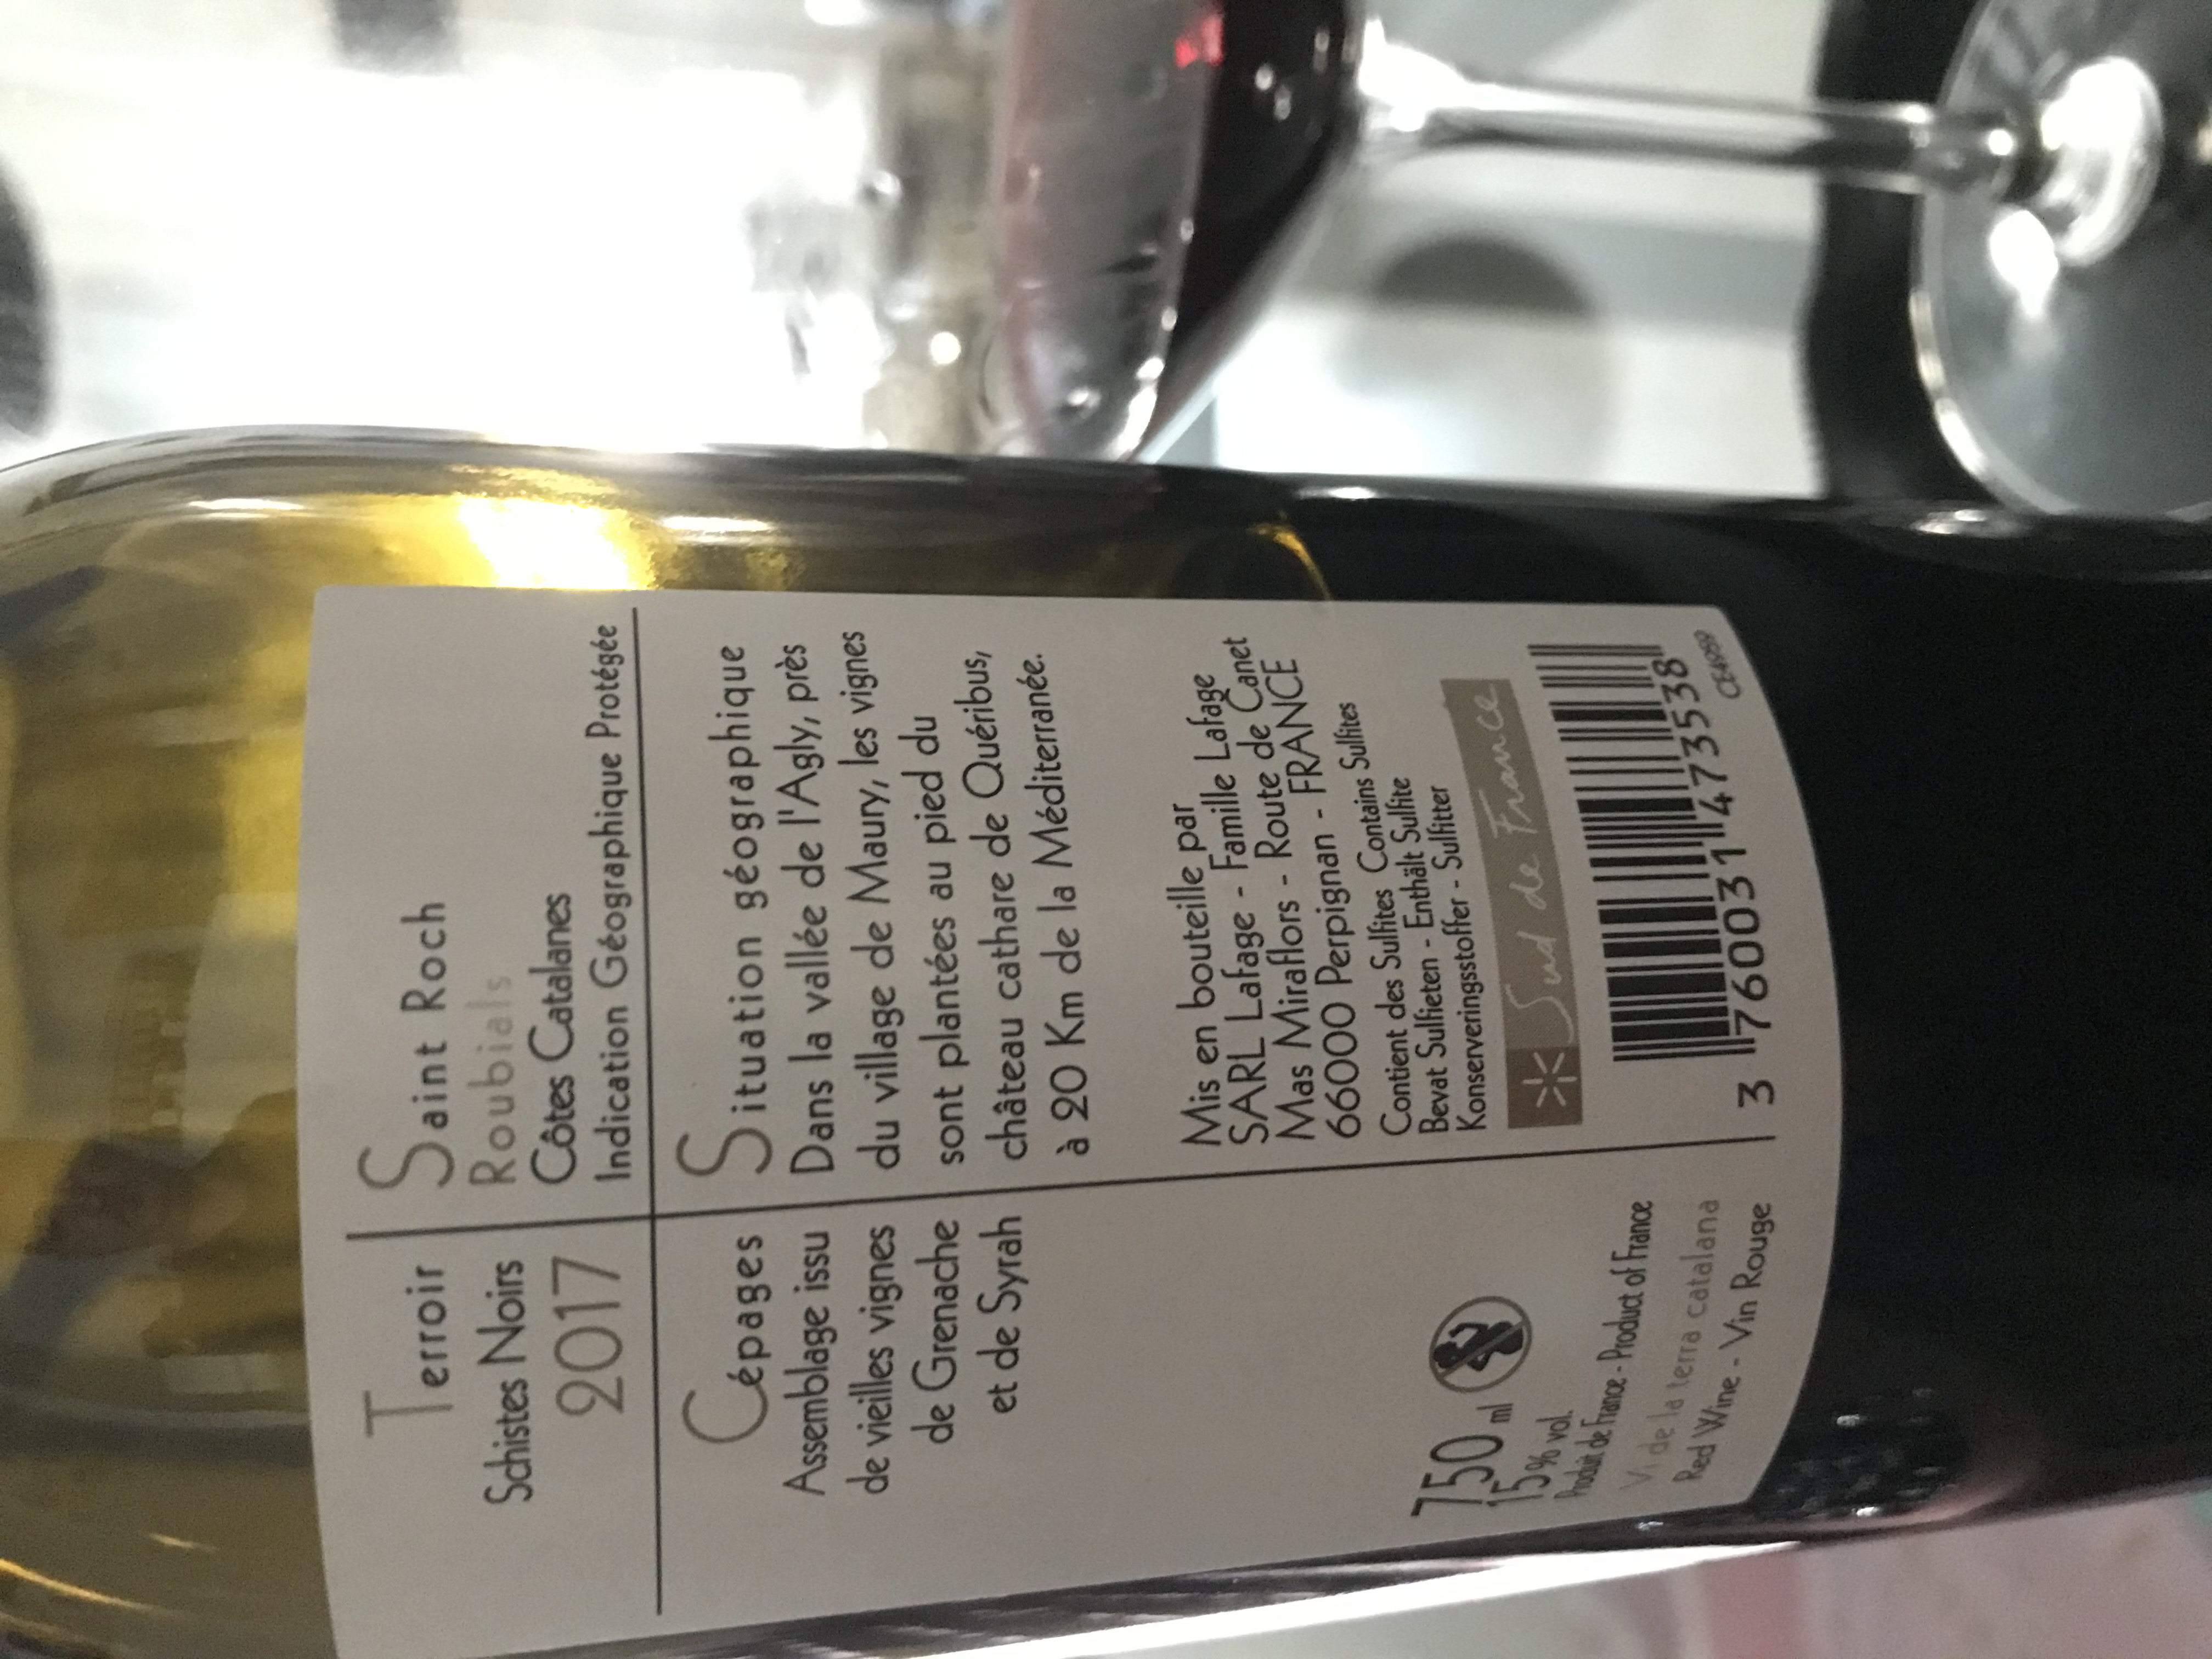 Terroir
Schistes Noirs
2017
Saint Roch
Roubials
Côtes Catalanes
Indication Géographique Protégée
Cépages
Assemblage issu
de vieilles vignes
de Grenache
et de Syrah
Situation géographique
Dans la vallée de l'Agly, près
du village de Maury, les vignes
sont plantées au pied du
château cathare de Quéribus,
à 20 Km de la Méditerranée.
750 ml
15% vol.
Produit de France - Product of France
Vi de la terra catalana
Red Wine - Vin Rouge
Mis en bouteille par
SARL Lafage - Famille Lafage
Mas Miraflors - Route de Canet
66000 Perpignan - FRANCE
Contient des Sulfites Contains Sulfites
Bevat Sulfieten - Enthält Sulfite
Konserveringsstoffer - Sulfitter
Sud de France
3 760031 473538